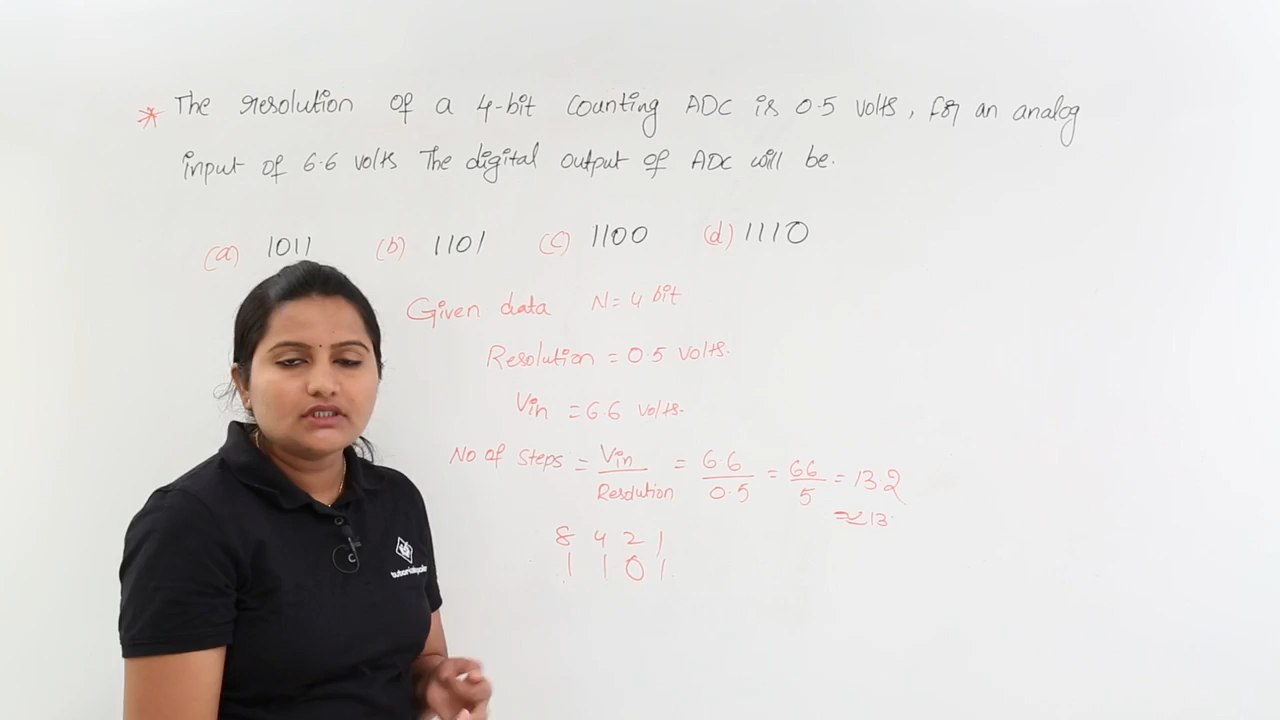 * The resolution of a 4-bit counting ADC is 0.5 volts, for an analog
input of 6.6 volts The digital output of ADC will be.
(a) 1011 (b) 1101 (c) 1100 (d) 1110
Given data N = 4 bit
Resolution = 0.5 volts.
Vin = 6.6 volts.
No of steps = Vin / Resolution = 6.6 / 0.5 = 66 / 5 = 13.2
≃ 13.
8 4 2 1
1 1 0 1